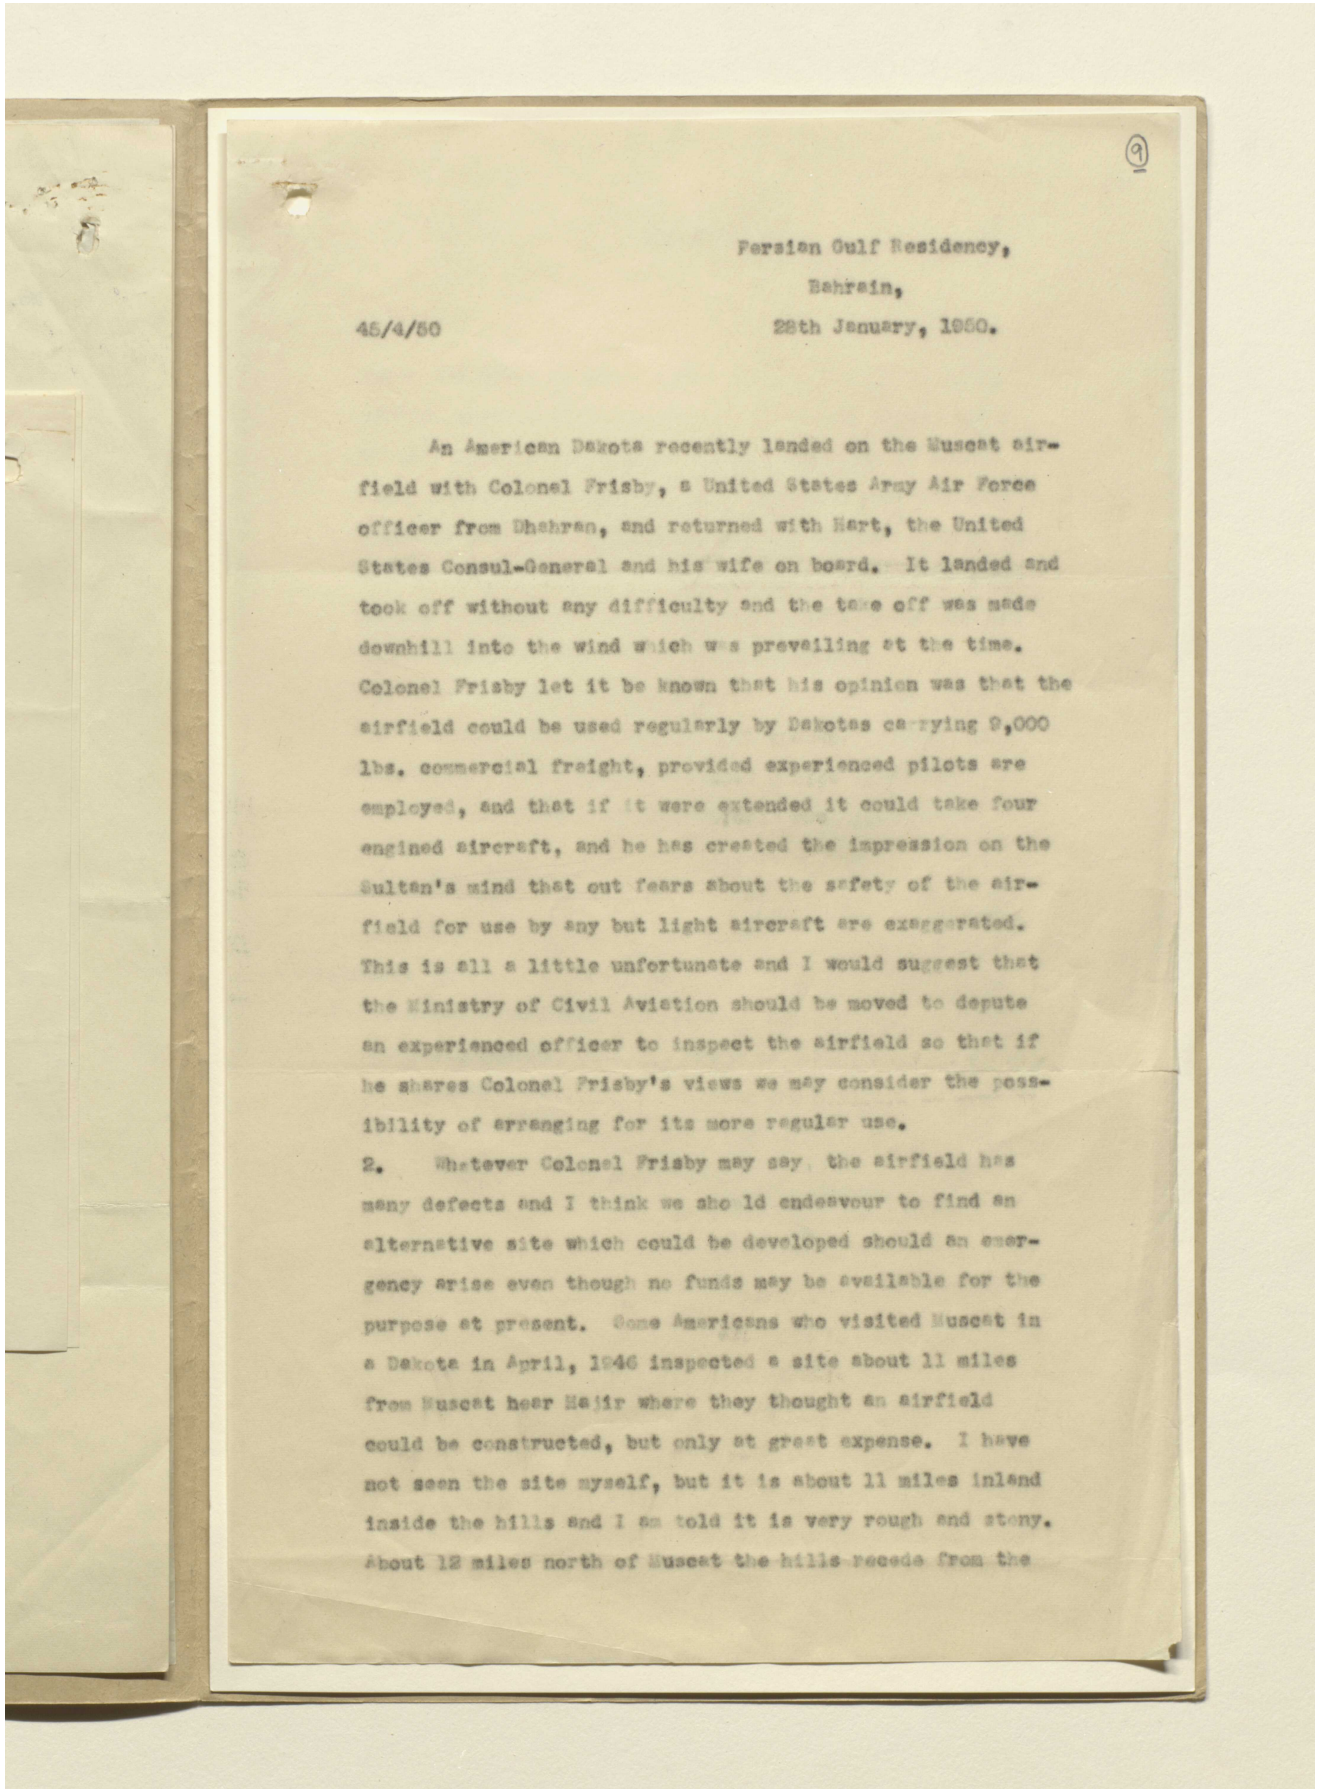 9
Persian Gulf Residency,
Bahrain,
45/4/50
28th January, 1950.
An American Dakota recently landed on the Muscat air-
field with Colonel Frisby, a United States Army Air Force
officer from Dhahran, and returned with Hart, the United
States Consul-General and his wife on board. It landed and
took off without any difficulty and the take off was made
downhill into the wind which was prevailing at the time.
Colonel Frisby let it be known that his opinion was that the
airfield could be used regularly by Dakotas carrying 9,000
lbs. commercial freight, provided experienced pilots are
employed, and that if it were extended it could take four
engined aircraft, and he has created the impression on the
Sultan's mind that out fears about the safety of the air-
field for use by any but light aircraft are exaggerated.
This is all a little unfortunate and I would suggest that
the Ministry of Civil Aviation should be moved to depute
an experienced officer to inspect the airfield so that if
he shares Colonel Frisby's views we may consider the poss-
ibility of arranging for its more regular use.
2. Whatever Colonel Frisby may say, the airfield has
many defects and I think we should endeavour to find an
alternative site which could be developed should an emer-
gency arise even though no funds may be available for the
purpose at present. Some Americans who visited Muscat in
a Dakota in April, 1946 inspected a site about 11 miles
from Muscat hear Hajir where they thought an airfield
could be constructed, but only at great expense. I have
not seen the site myself, but it is about 11 miles inland
inside the hills and I am told it is very rough and stony.
About 12 miles north of Muscat the hills recede from the